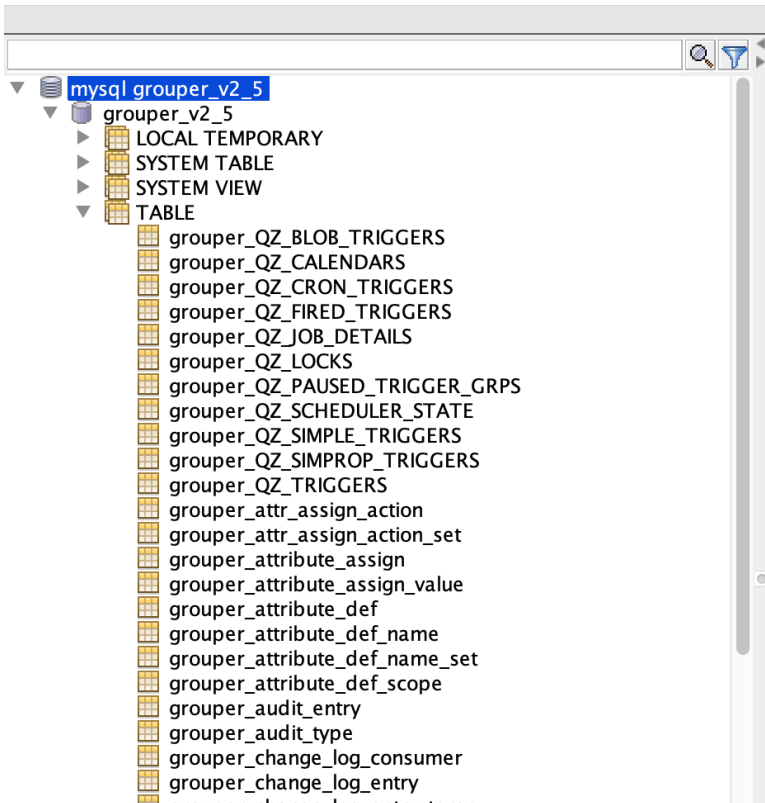 mysql grouper_v2_5
grouper_v2_5
LOCAL TEMPORARY
SYSTEM TABLE
SYSTEM VIEW
TABLE
grouper_QZ_BLOB_TRIGGERS
grouper_QZ_CALENDARS
grouper_QZ_CRON_TRIGGERS
grouper_QZ_FIRED_TRIGGERS
grouper_QZ_JOB_DETAILS
grouper_QZ_LOCKS
grouper_QZ_PAUSED_TRIGGER_GRPS
grouper_QZ_SCHEDULER_STATE
grouper_QZ_SIMPLE_TRIGGERS
grouper_QZ_SIMPROP_TRIGGERS
grouper_QZ_TRIGGERS
grouper_attr_assign_action
grouper_attr_assign_action_set
grouper_attribute_assign
grouper_attribute_assign_value
grouper_attribute_def
grouper_attribute_def_name
grouper_attribute_def_name_set
grouper_attribute_def_scope
grouper_audit_entry
grouper_audit_type
grouper_change_log_consumer
grouper_change_log_entry